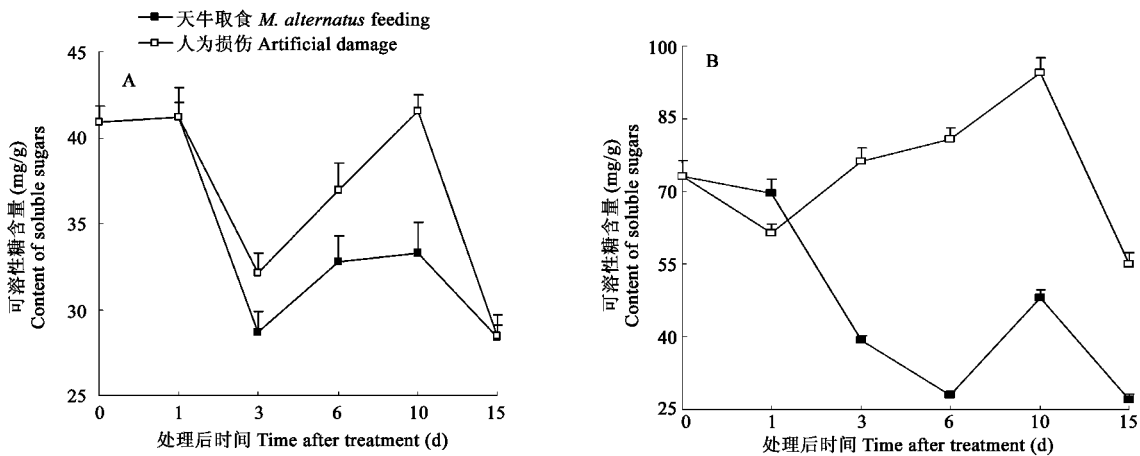 天牛取食 M. alternatus feeding
人为损伤 Artificial damage
A
45
40
35
30
25
0 1 3 6 10 15
可溶性糖含量 (mg/g)
Content of soluble sugars
处理后时间 Time after treatment (d)
B
100
85
70
55
40
25
0 1 3 6 10 15
可溶性糖含量 (mg/g)
Content of soluble sugars
处理后时间 Time after treatment (d)